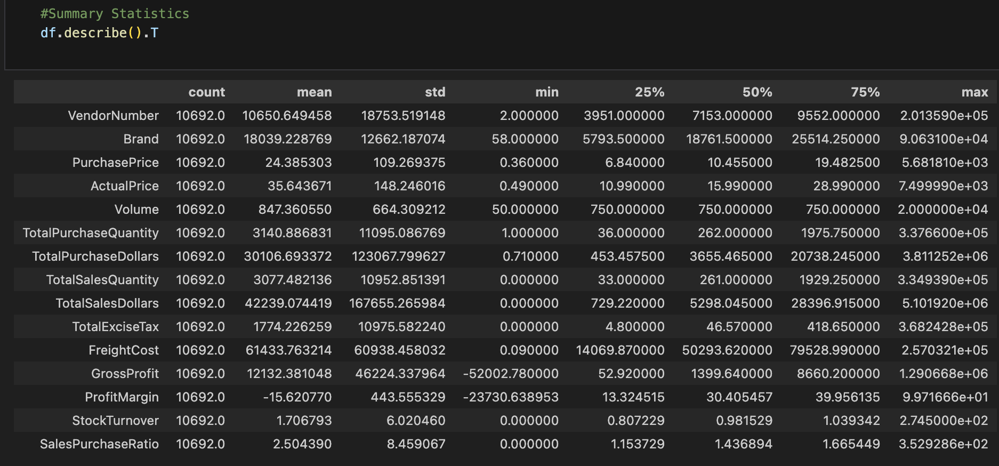 #Summary Statistics
df.describe().T
count mean std min 25% 50% 75% max
VendorNumber 10692.0 10650.649458 18753.519148 2.000000 3951.000000 7153.000000 9552.000000 2.013590e+05
Brand 10692.0 18039.228769 12662.187074 58.000000 5793.500000 18761.500000 25514.250000 9.063100e+04
PurchasePrice 10692.0 24.385303 109.269375 0.360000 6.840000 10.455000 19.482500 5.681810e+03
ActualPrice 10692.0 35.643671 148.246016 0.490000 10.990000 15.990000 28.990000 7.499990e+03
Volume 10692.0 847.360550 664.309212 50.000000 750.000000 750.000000 750.000000 2.000000e+04
TotalPurchaseQuantity 10692.0 3140.886831 11095.086769 1.000000 36.000000 262.000000 1975.750000 3.376600e+05
TotalPurchaseDollars 10692.0 30106.693372 123067.799627 0.710000 453.457500 3655.465000 20738.245000 3.811252e+06
TotalSalesQuantity 10692.0 3077.482136 10952.851391 0.000000 33.000000 261.000000 1929.250000 3.349390e+05
TotalSalesDollars 10692.0 42239.074419 167655.265984 0.000000 729.220000 5298.045000 28396.915000 5.101920e+06
TotalExciseTax 10692.0 1774.226259 10975.582240 0.000000 4.800000 46.570000 418.650000 3.682428e+05
FreightCost 10692.0 61433.763214 60938.458032 0.090000 14069.870000 50293.620000 79528.990000 2.570321e+05
GrossProfit 10692.0 12132.381048 46224.337964 -52002.780000 52.920000 1399.640000 8660.200000 1.290668e+06
ProfitMargin 10692.0 -15.620770 443.555329 -23730.638953 13.324515 30.405457 39.956135 9.971666e+01
StockTurnover 10692.0 1.706793 6.020460 0.000000 0.807229 0.981529 1.039342 2.745000e+02
SalesPurchaseRatio 10692.0 2.504390 8.459067 0.000000 1.153729 1.436894 1.665449 3.529286e+02